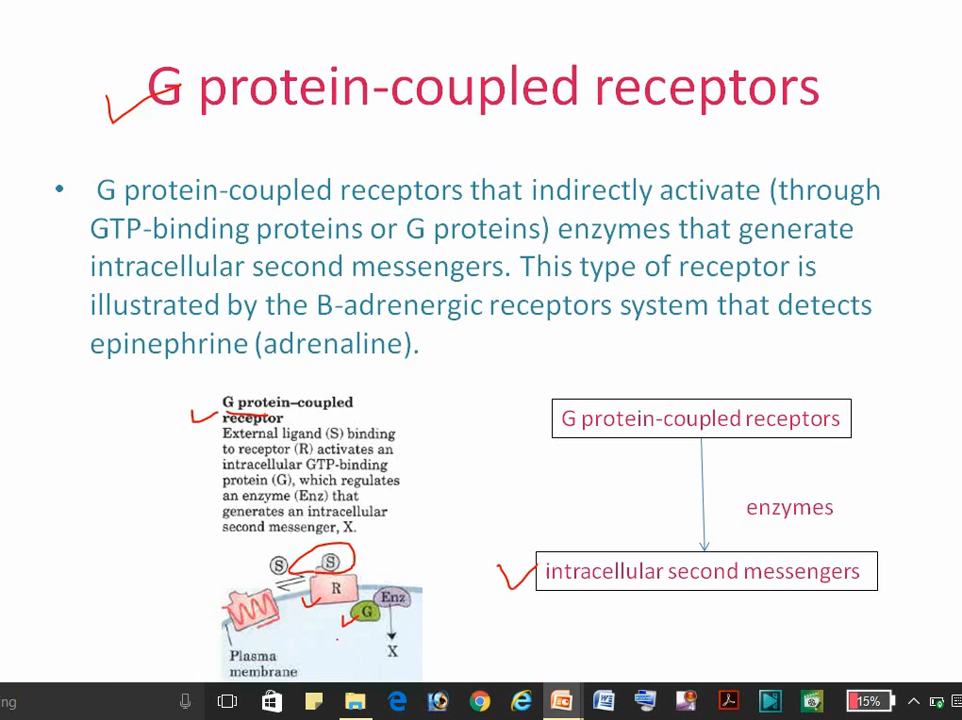 G protein-coupled receptors
• G protein-coupled receptors that indirectly activate (through
GTP-binding proteins or G proteins) enzymes that generate
intracellular second messengers. This type of receptor is
illustrated by the B-adrenergic receptors system that detects
epinephrine (adrenaline).
G protein–coupled
receptor
External ligand (S) binding
to receptor (R) activates an
intracellular GTP-binding
protein (G), which regulates
an enzyme (Enz) that
generates an intracellular
second messenger, X.
S
S
R
Enz
G
X
Plasma
membrane
G protein-coupled receptors
enzymes
intracellular second messengers
ng
15%